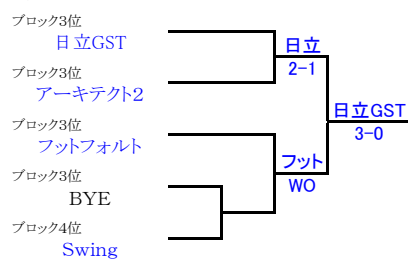 ブロック3位
日立GST
ブロック3位
アーキテクト2
ブロック3位
フットフォルト
ブロック3位
BYE
ブロック4位
Swing
日立
2-1
フット
WO
日立GST
3-0